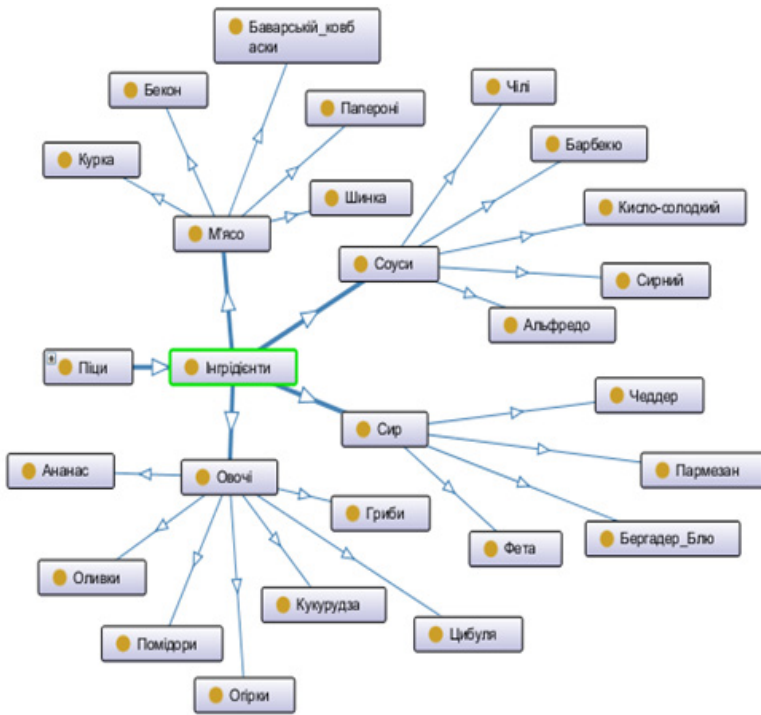 Баварській_ковб
аски
Бекон
Чілі
Папероні
Барбекю
Курка
Шинка
Кисло-солодкий
М'ясо
Соуси
Сирний
Альфредо
Піци
Інгрідієнти
Чеддер
Сир
Ананас
Овочі
Пармезан
Гриби
Бергадер_Блю
Фета
Оливки
Кукурудза
Цибуля
Помідори
Огірки